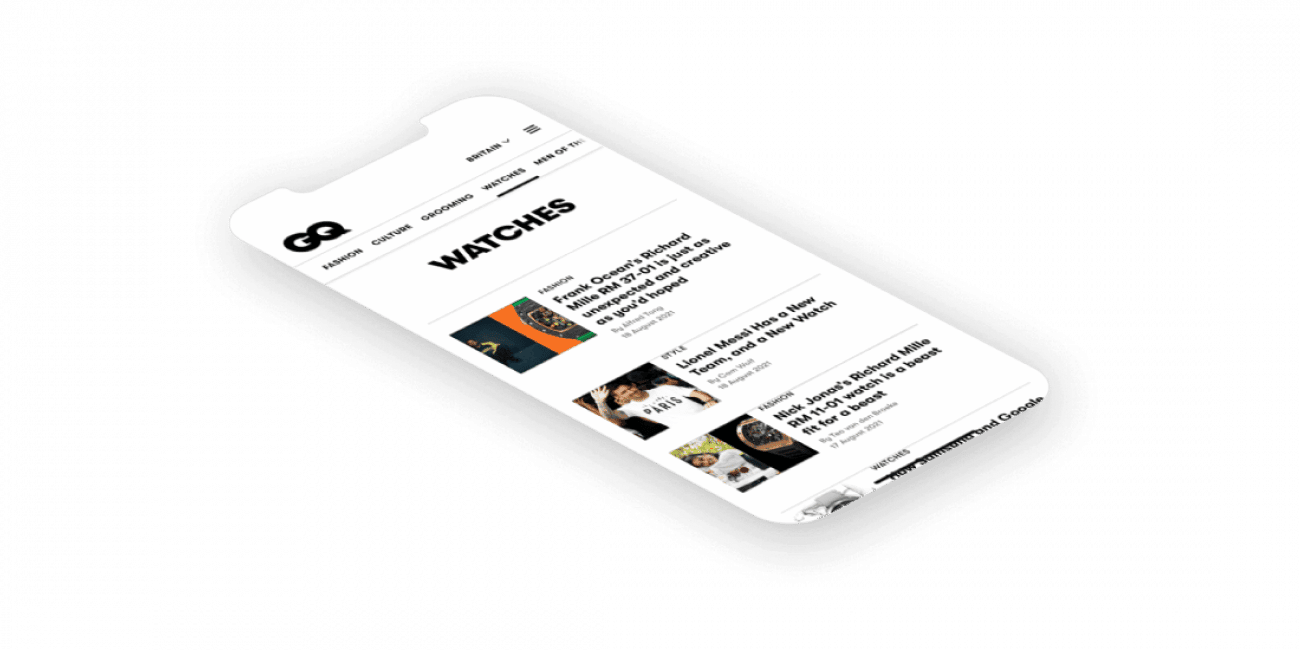 BRITAIN
GQ
FASHION CULTURE GROOMING WATCHES MEN OF TH
WATCHES
FASHION
Frank Ocean's Richard
Mille RM 37-01 is just as
unexpected and creative
as you'd hoped
By Alfred Tong
18 August 2021
STYLE
Lionel Messi Has a New
Team, and a New Watch
By Cam Wolf
18 August 2021
PARIS
FASHION
Nick Jonas's Richard Mille
RM 11-01 watch is a beast
fit for a beast
By Teo van den Broeke
17 August 2021
WATCHES
How Samsung and Google